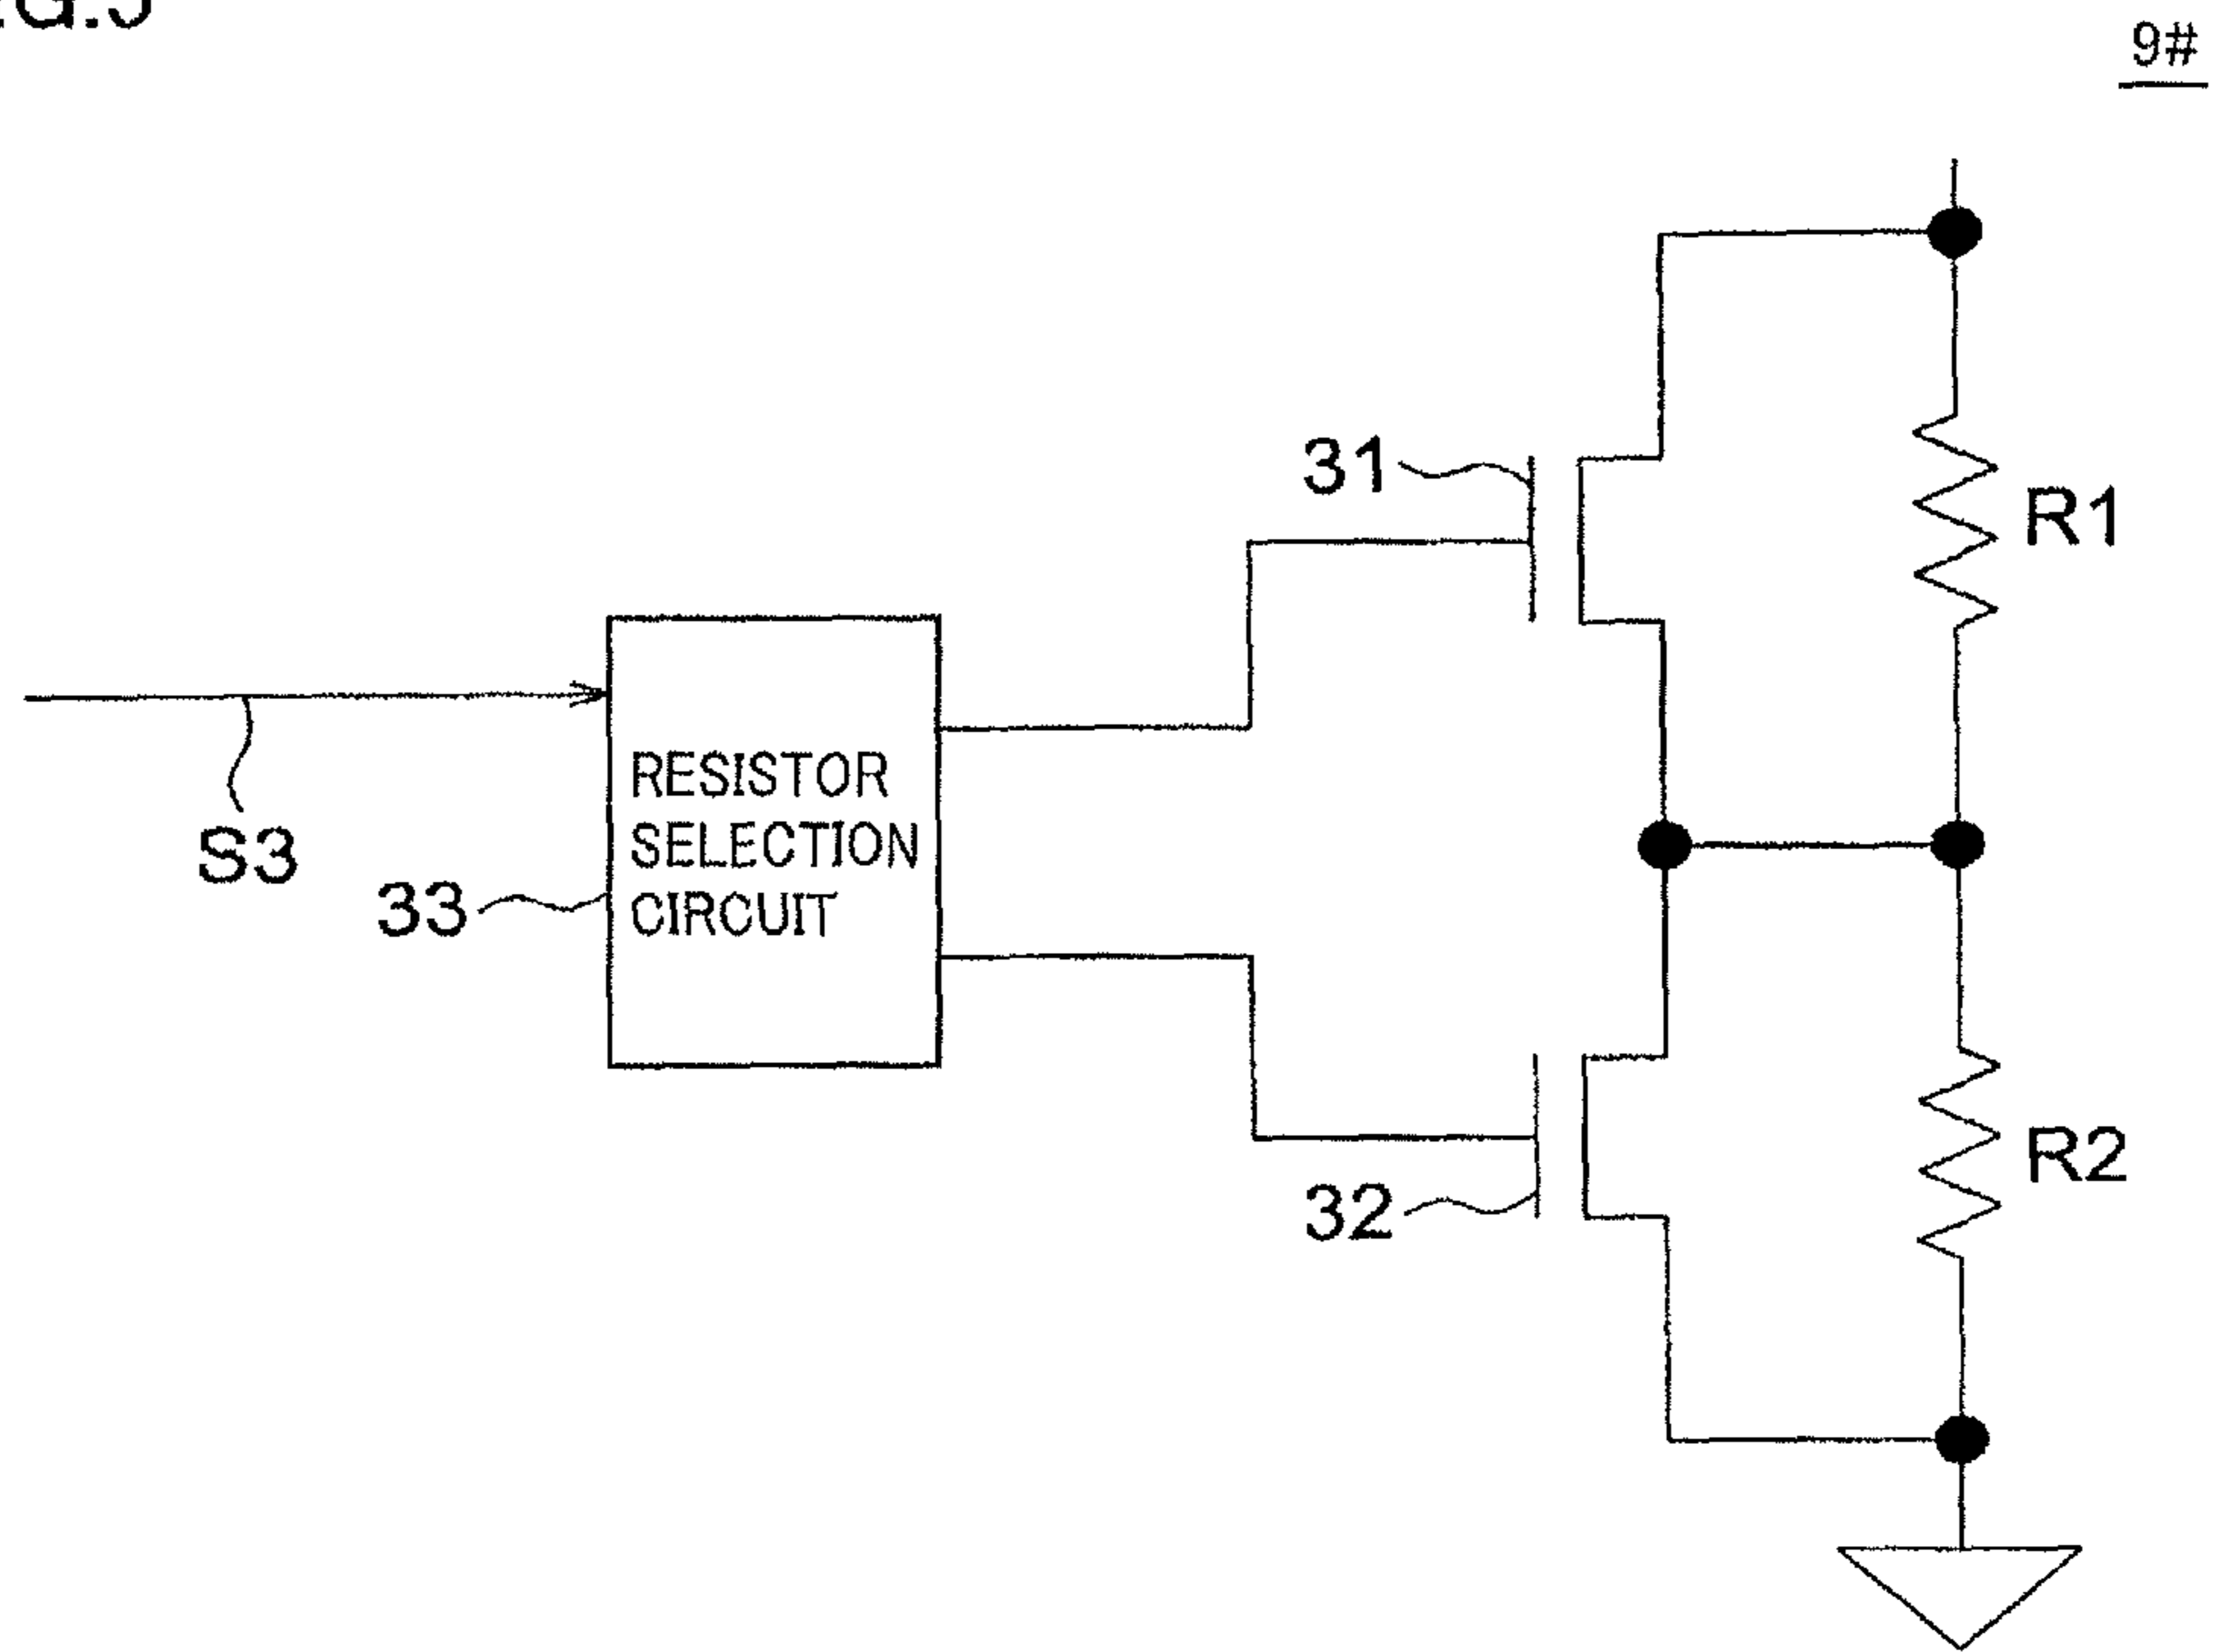 9#
31
R1
S3
33
RESISTOR
SELECTION
CIRCUIT
32
R2